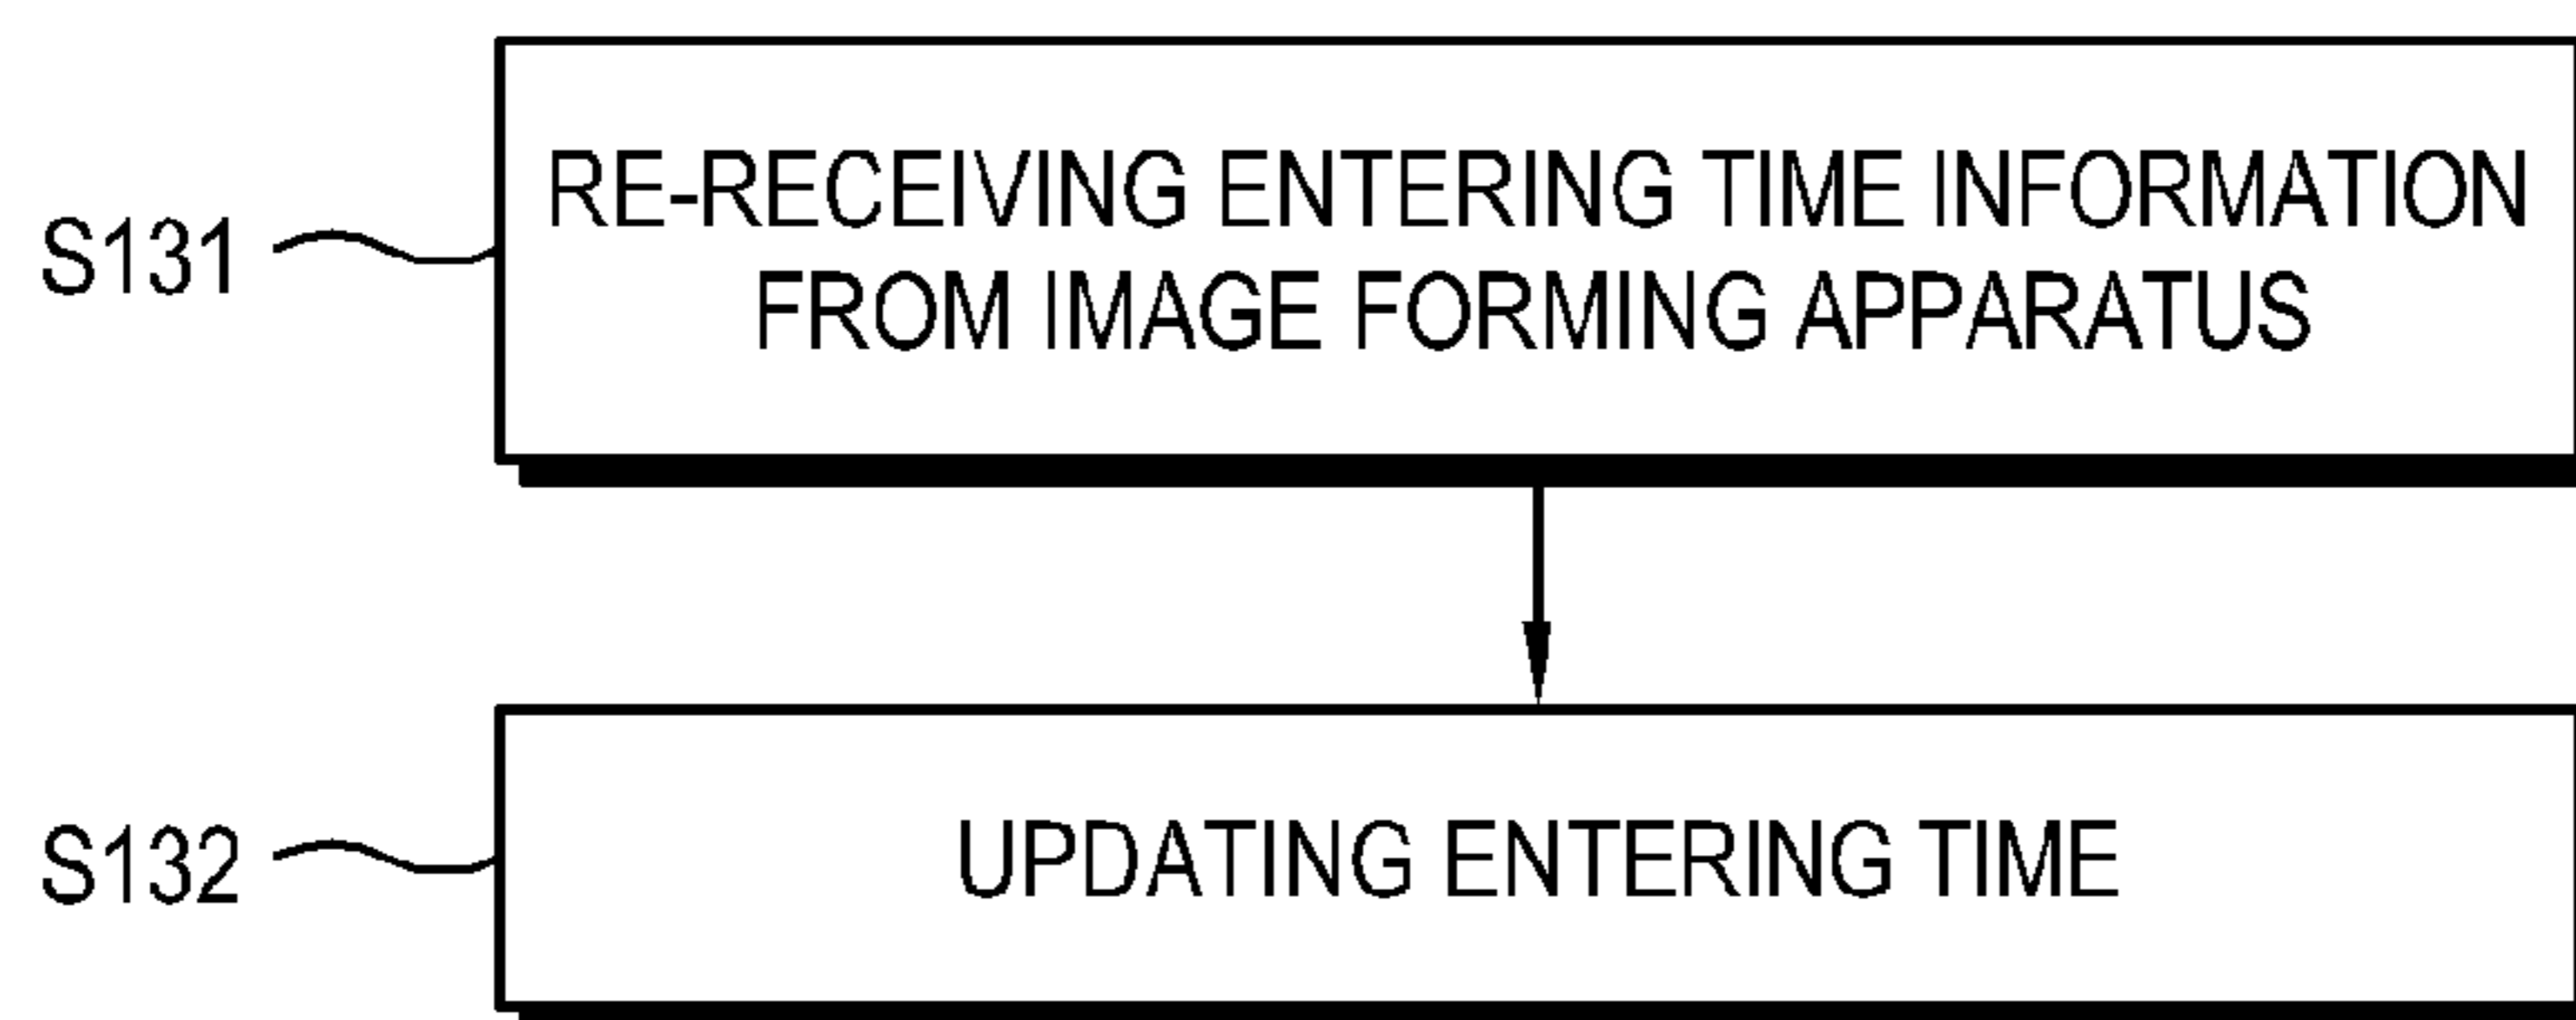 S131
RE-RECEIVING ENTERING TIME INFORMATION
FROM IMAGE FORMING APPARATUS
S132
UPDATING ENTERING TIME